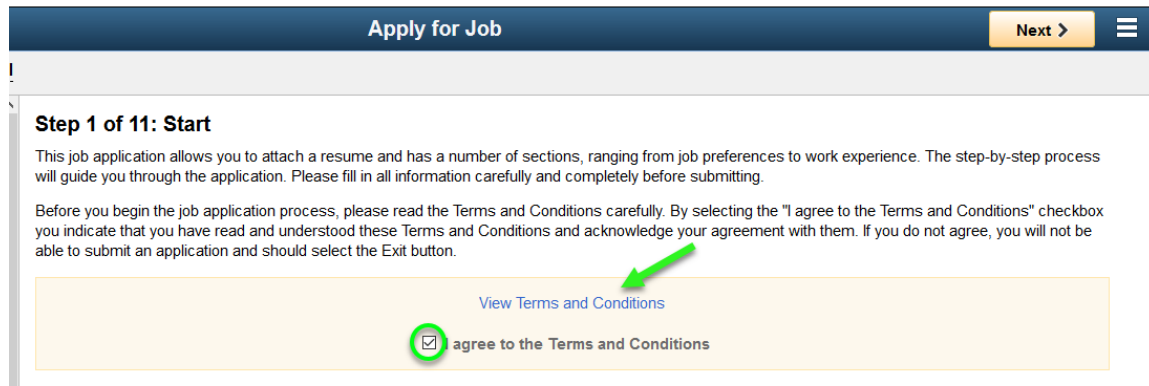 Apply for Job
Next >
Step 1 of 11: Start
This job application allows you to attach a resume and has a number of sections, ranging from job preferences to work experience. The step-by-step process
will guide you through the application. Please fill in all information carefully and completely before submitting.
Before you begin the job application process, please read the Terms and Conditions carefully. By selecting the "I agree to the Terms and Conditions" checkbox
you indicate that you have read and understood these Terms and Conditions and acknowledge your agreement with them. If you do not agree, you will not be
able to submit an application and should select the Exit button.
View Terms and Conditions
I agree to the Terms and Conditions